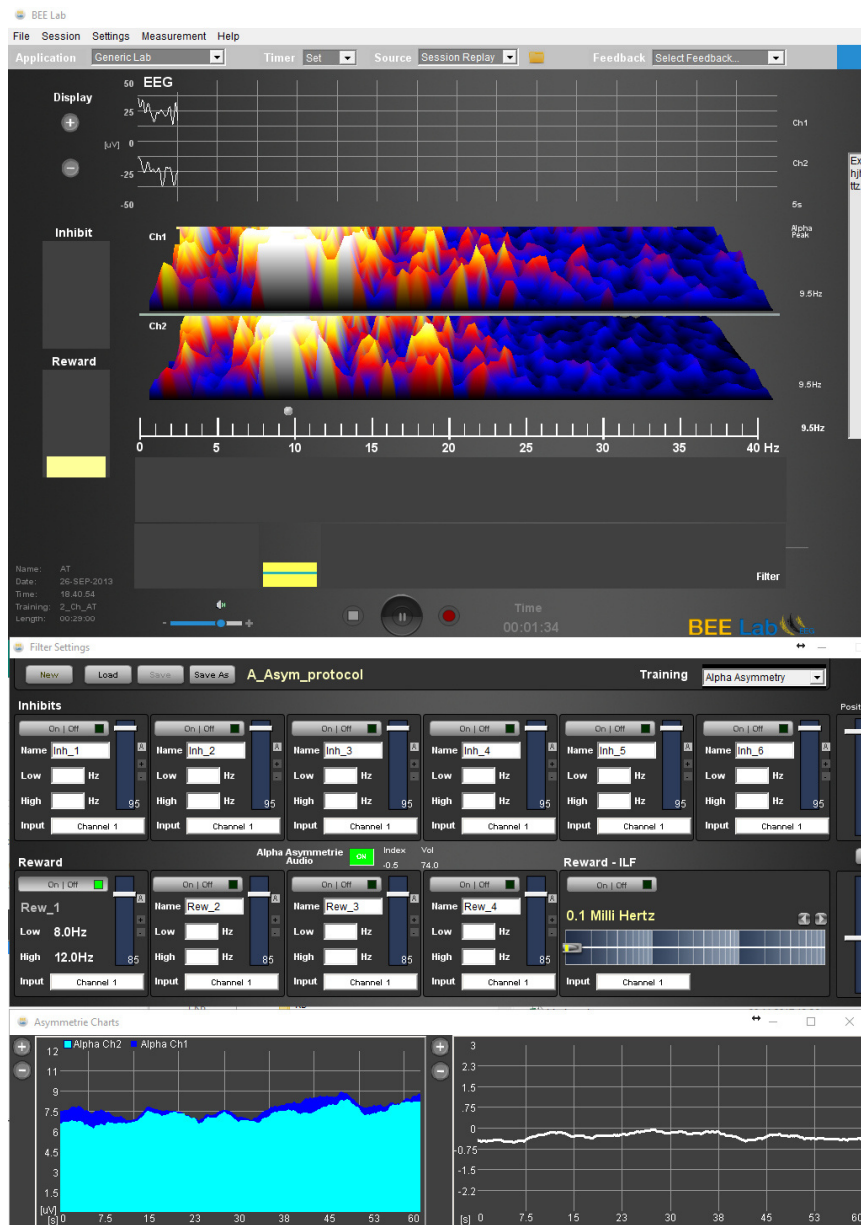 BEE Lab
File Session Settings Measurement Help
Application Generic Lab Timer Set Source Session Replay Feedback Select Feedback...
50 EEG
Display
25
Ch1
[uV] 0
Ch2
-25
-50
5s
Inhibit
Ch1
Alpha
Peak
9.5Hz
Ch2
Reward
9.5Hz
9.5Hz
0 5 10 15 20 25 30 35 40 Hz
Filter
Name: AT
Date: 26-SEP-2013
Time: 18.40.54
Training: 2_Ch_AT
Length: 00:29:00
- +
Time
00:01:34
BEE Lab
Ex
hjh
ttz
Filter Settings
New Load Save Save As A_Asym_protocol Training Alpha Asymmetry
Inhibits
Posit
On | Off On | Off On | Off On | Off On | Off On | Off
Name Inh_1 A Name Inh_2 A Name Inh_3 A Name Inh_4 A Name Inh_5 A Name Inh_6 A
Low Hz Low Hz Low Hz Low Hz Low Hz Low Hz
High Hz 95 High Hz 95 High Hz 95 High Hz 95 High Hz 95 High Hz 95
Input Channel 1 Input Channel 1 Input Channel 1 Input Channel 1 Input Channel 1 Input Channel 1
Reward
Alpha Asymmetrie
Audio
ON
Index Vol
-0.5 74.0
Reward - ILF
On | Off On | Off On | Off On | Off On | Off
Rew_1 A Name Rew_2 A Name Rew_3 A Name Rew_4 A
0.1 Milli Hertz
Low 8.0Hz Low Hz Low Hz Low Hz
High 12.0Hz 85 High Hz 85 High Hz 85 High Hz 85
Input Channel 1 Input Channel 1 Input Channel 1 Input Channel 1 Input Channel 1
Asymmetrie Charts
Alpha Ch2 Alpha Ch1
12
11
9
7.5
6
4.5
3
1.5
[uV]
[s] 0 7.5 15 23 30 38 45 53 60
3
2.3
1.5
.75
0
-0.75
-1.5
-2.2
[s] 0 7.5 15 23 30 38 45 53 60